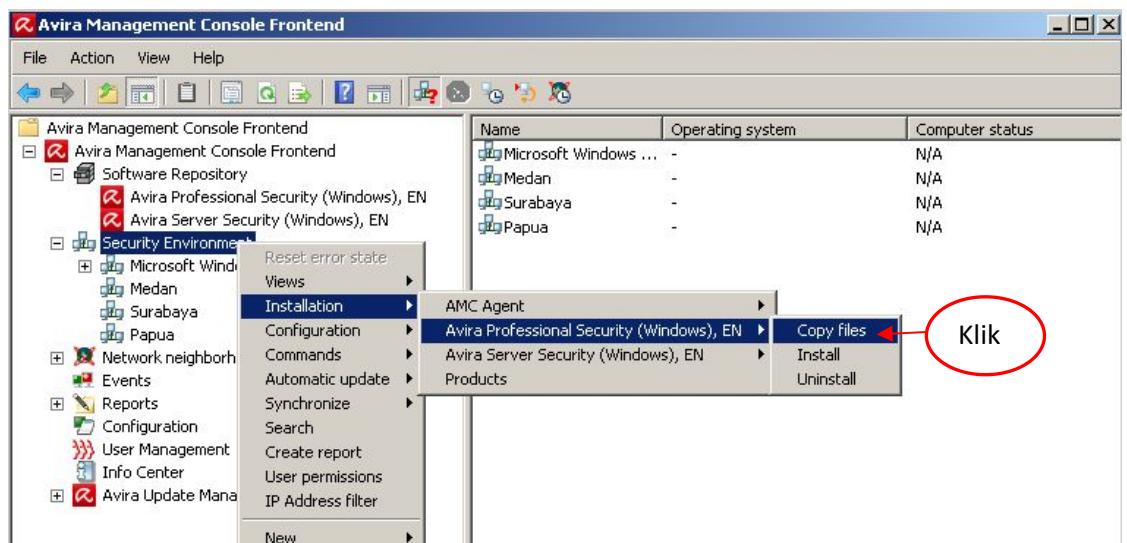 Avira Management Console Frontend
File Action View Help
Avira Management Console Frontend
Avira Management Console Frontend
Software Repository
Avira Professional Security (Windows), EN
Avira Server Security (Windows), EN
Security Environme
Microsoft Wind
Medan
Surabaya
Papua
Network neighborh
Events
Reports
Configuration
User Management
Info Center
Avira Update Mana
Name Operating system Computer status
Microsoft Windows ... - N/A
Medan - N/A
Surabaya - N/A
Papua - N/A
Reset error state
Views
Installation
Configuration
Commands
Automatic update
Synchronize
Search
Create report
User permissions
IP Address filter
New
AMC Agent
Avira Professional Security (Windows), EN
Avira Server Security (Windows), EN
Products
Copy files
Install
Uninstall
Klik